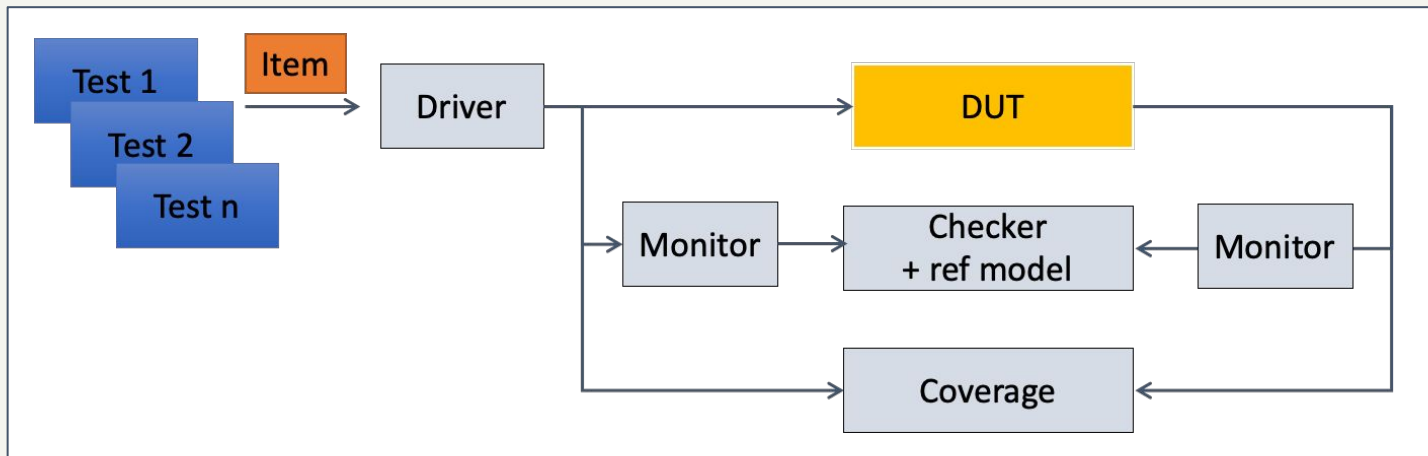 Test 1
Item
Test 2
Test n
Driver
DUT
Monitor
Checker
+ ref model
Monitor
Coverage